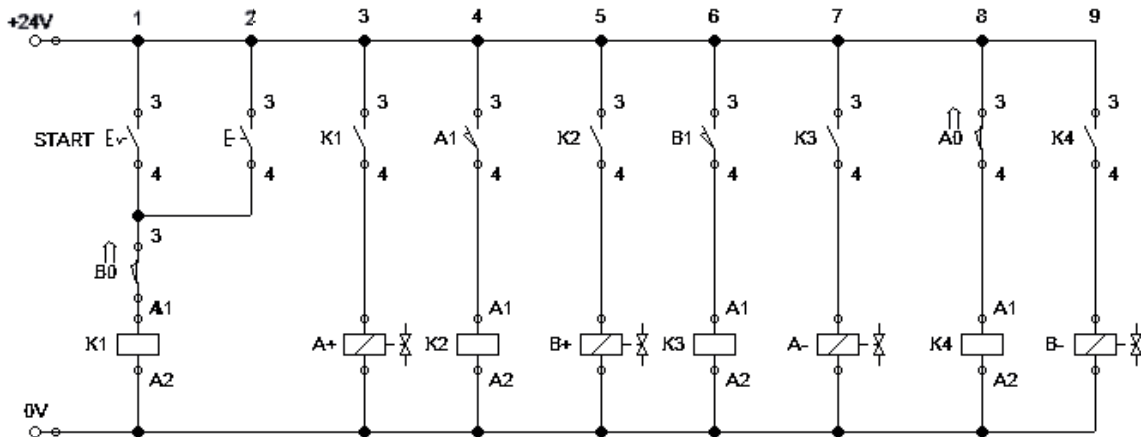 1 2 3 4 5 6 7 8 9
+24V
3 3 3 3 3 3 3 3 3
START K1 A1 K2 B1 K3 A0 K4
4 4 4 4 4 4 4 4 4
3
B0
4
A1 A1 A1 A1
K1 A+ K2 B+ K3 A- K4 B-
A2 A2 A2 A2
0V